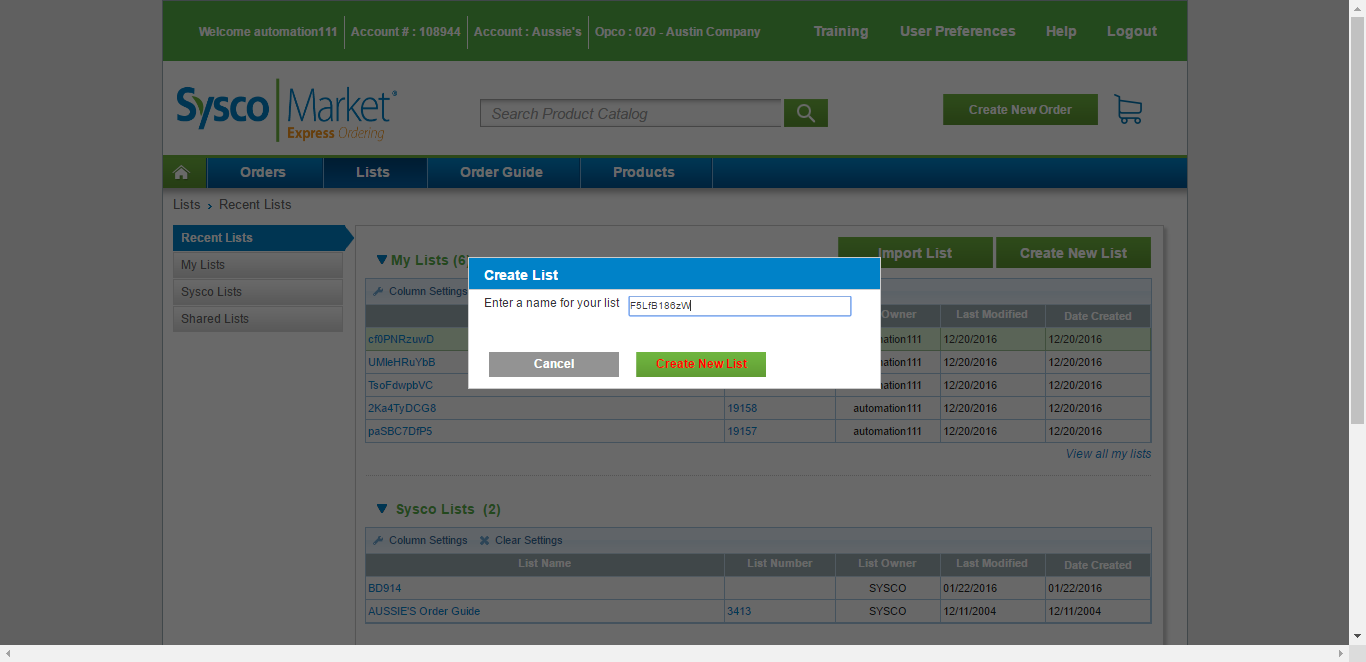 Welcome automation111 Account # : 108944 Account : Aussie's Opco : 020 - Austin Company Training User Preferences Help Logout
Sysco Market® Express Ordering
Search Product Catalog
Create New Order
Orders Lists Order Guide Products
Lists › Recent Lists
Recent Lists
My Lists
Sysco Lists
Shared Lists
My Lists (6
Import List Create New List
Column Settings
Create List
Enter a name for your list F5LfB186zW
Cancel Create New List
Owner Last Modified Date Created
cf0PNRzuwD mation111 12/20/2016 12/20/2016
UMleHRuYbB mation111 12/20/2016 12/20/2016
TsoFdwpbVC mation111 12/20/2016 12/20/2016
2Ka4TyDCG8 19158 automation111 12/20/2016 12/20/2016
paSBC7DfP5 19157 automation111 12/20/2016 12/20/2016
View all my lists
Sysco Lists (2)
Column Settings Clear Settings
List Name List Number List Owner Last Modified Date Created
BD914 SYSCO 01/22/2016 01/22/2016
AUSSIE'S Order Guide 3413 SYSCO 12/11/2004 12/11/2004